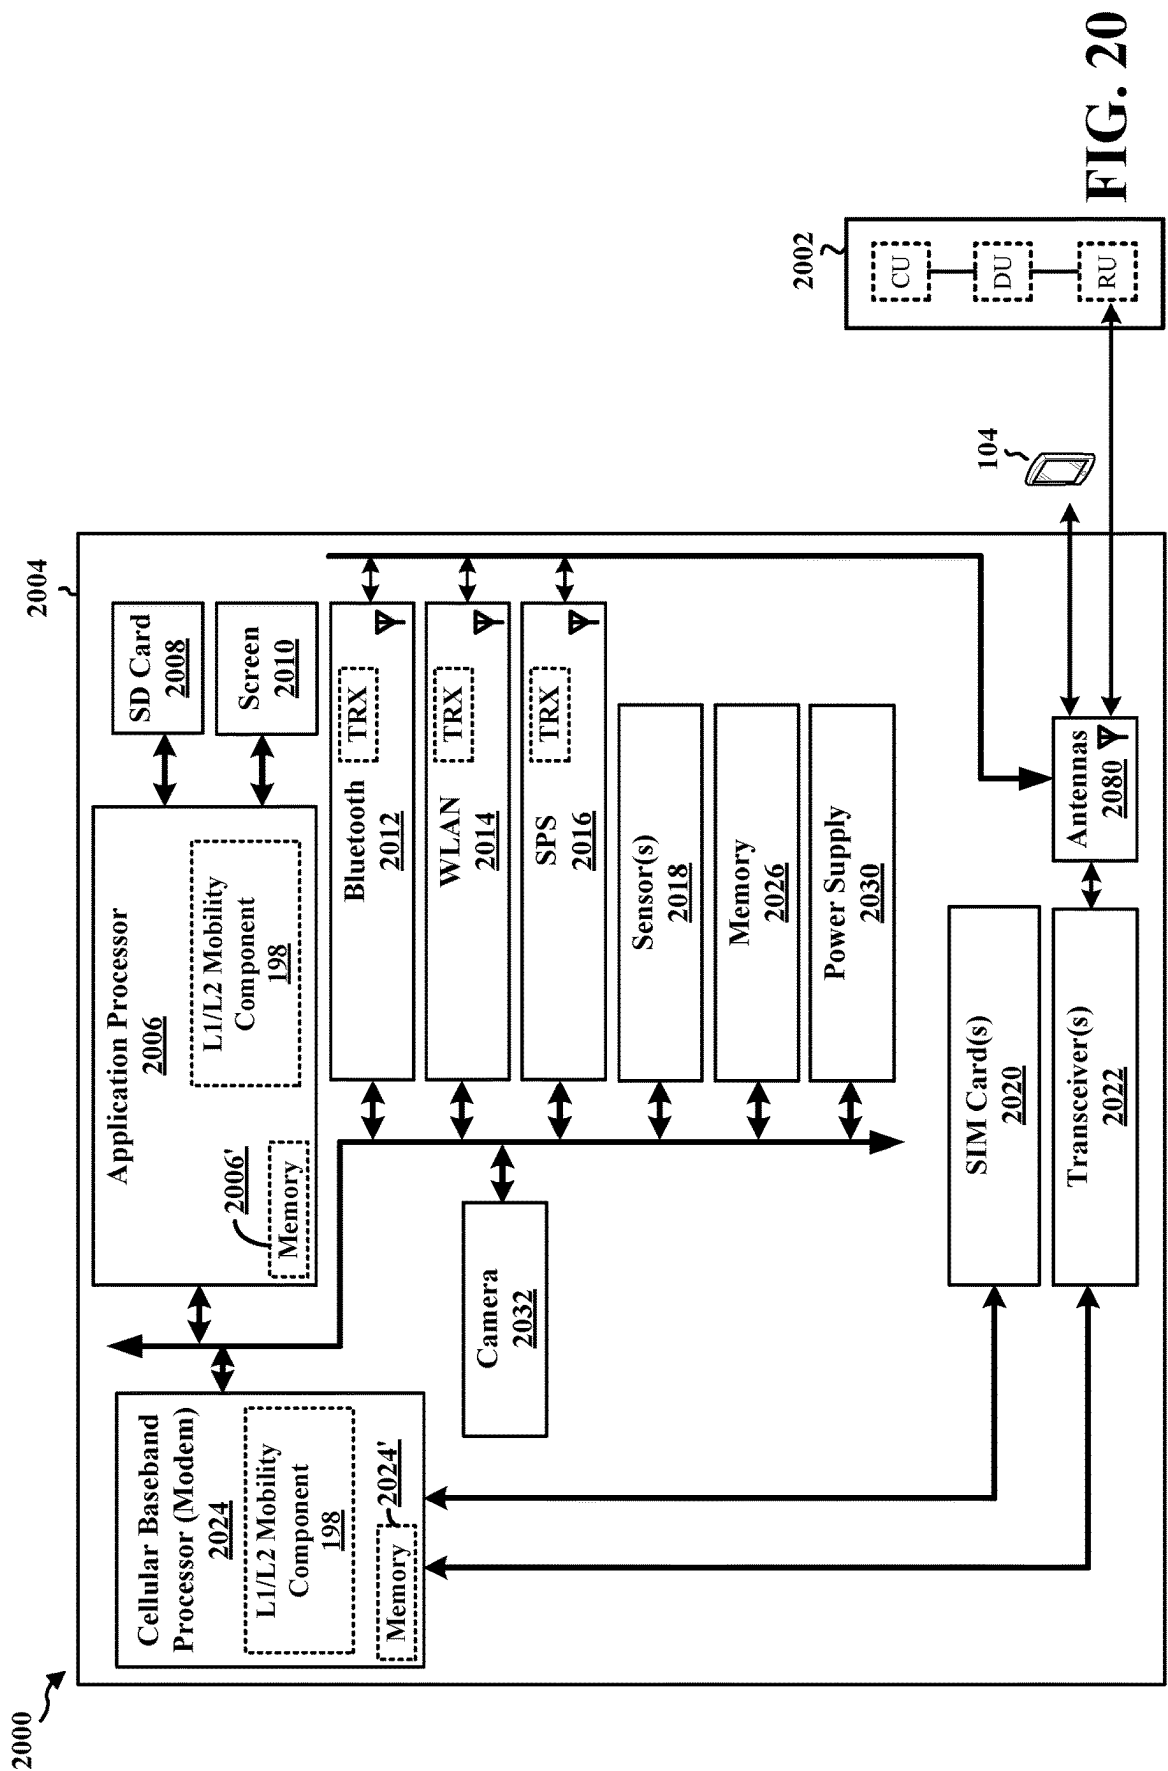 2000
2004
Cellular Baseband
Processor (Modem)
2024
L1/L2 Mobility
Component
198
Memory
2024'
Application Processor
2006
L1/L2 Mobility
Component
198
2006'
Memory
SD Card
2008
Screen
2010
Bluetooth
2012
TRX
WLAN
2014
TRX
SPS
2016
TRX
Camera
2032
Sensor(s)
2018
Memory
2026
Power Supply
2030
SIM Card(s)
2020
Transceiver(s)
2022
Antennas
2080
104
2002
CU
DU
RU
FIG. 20